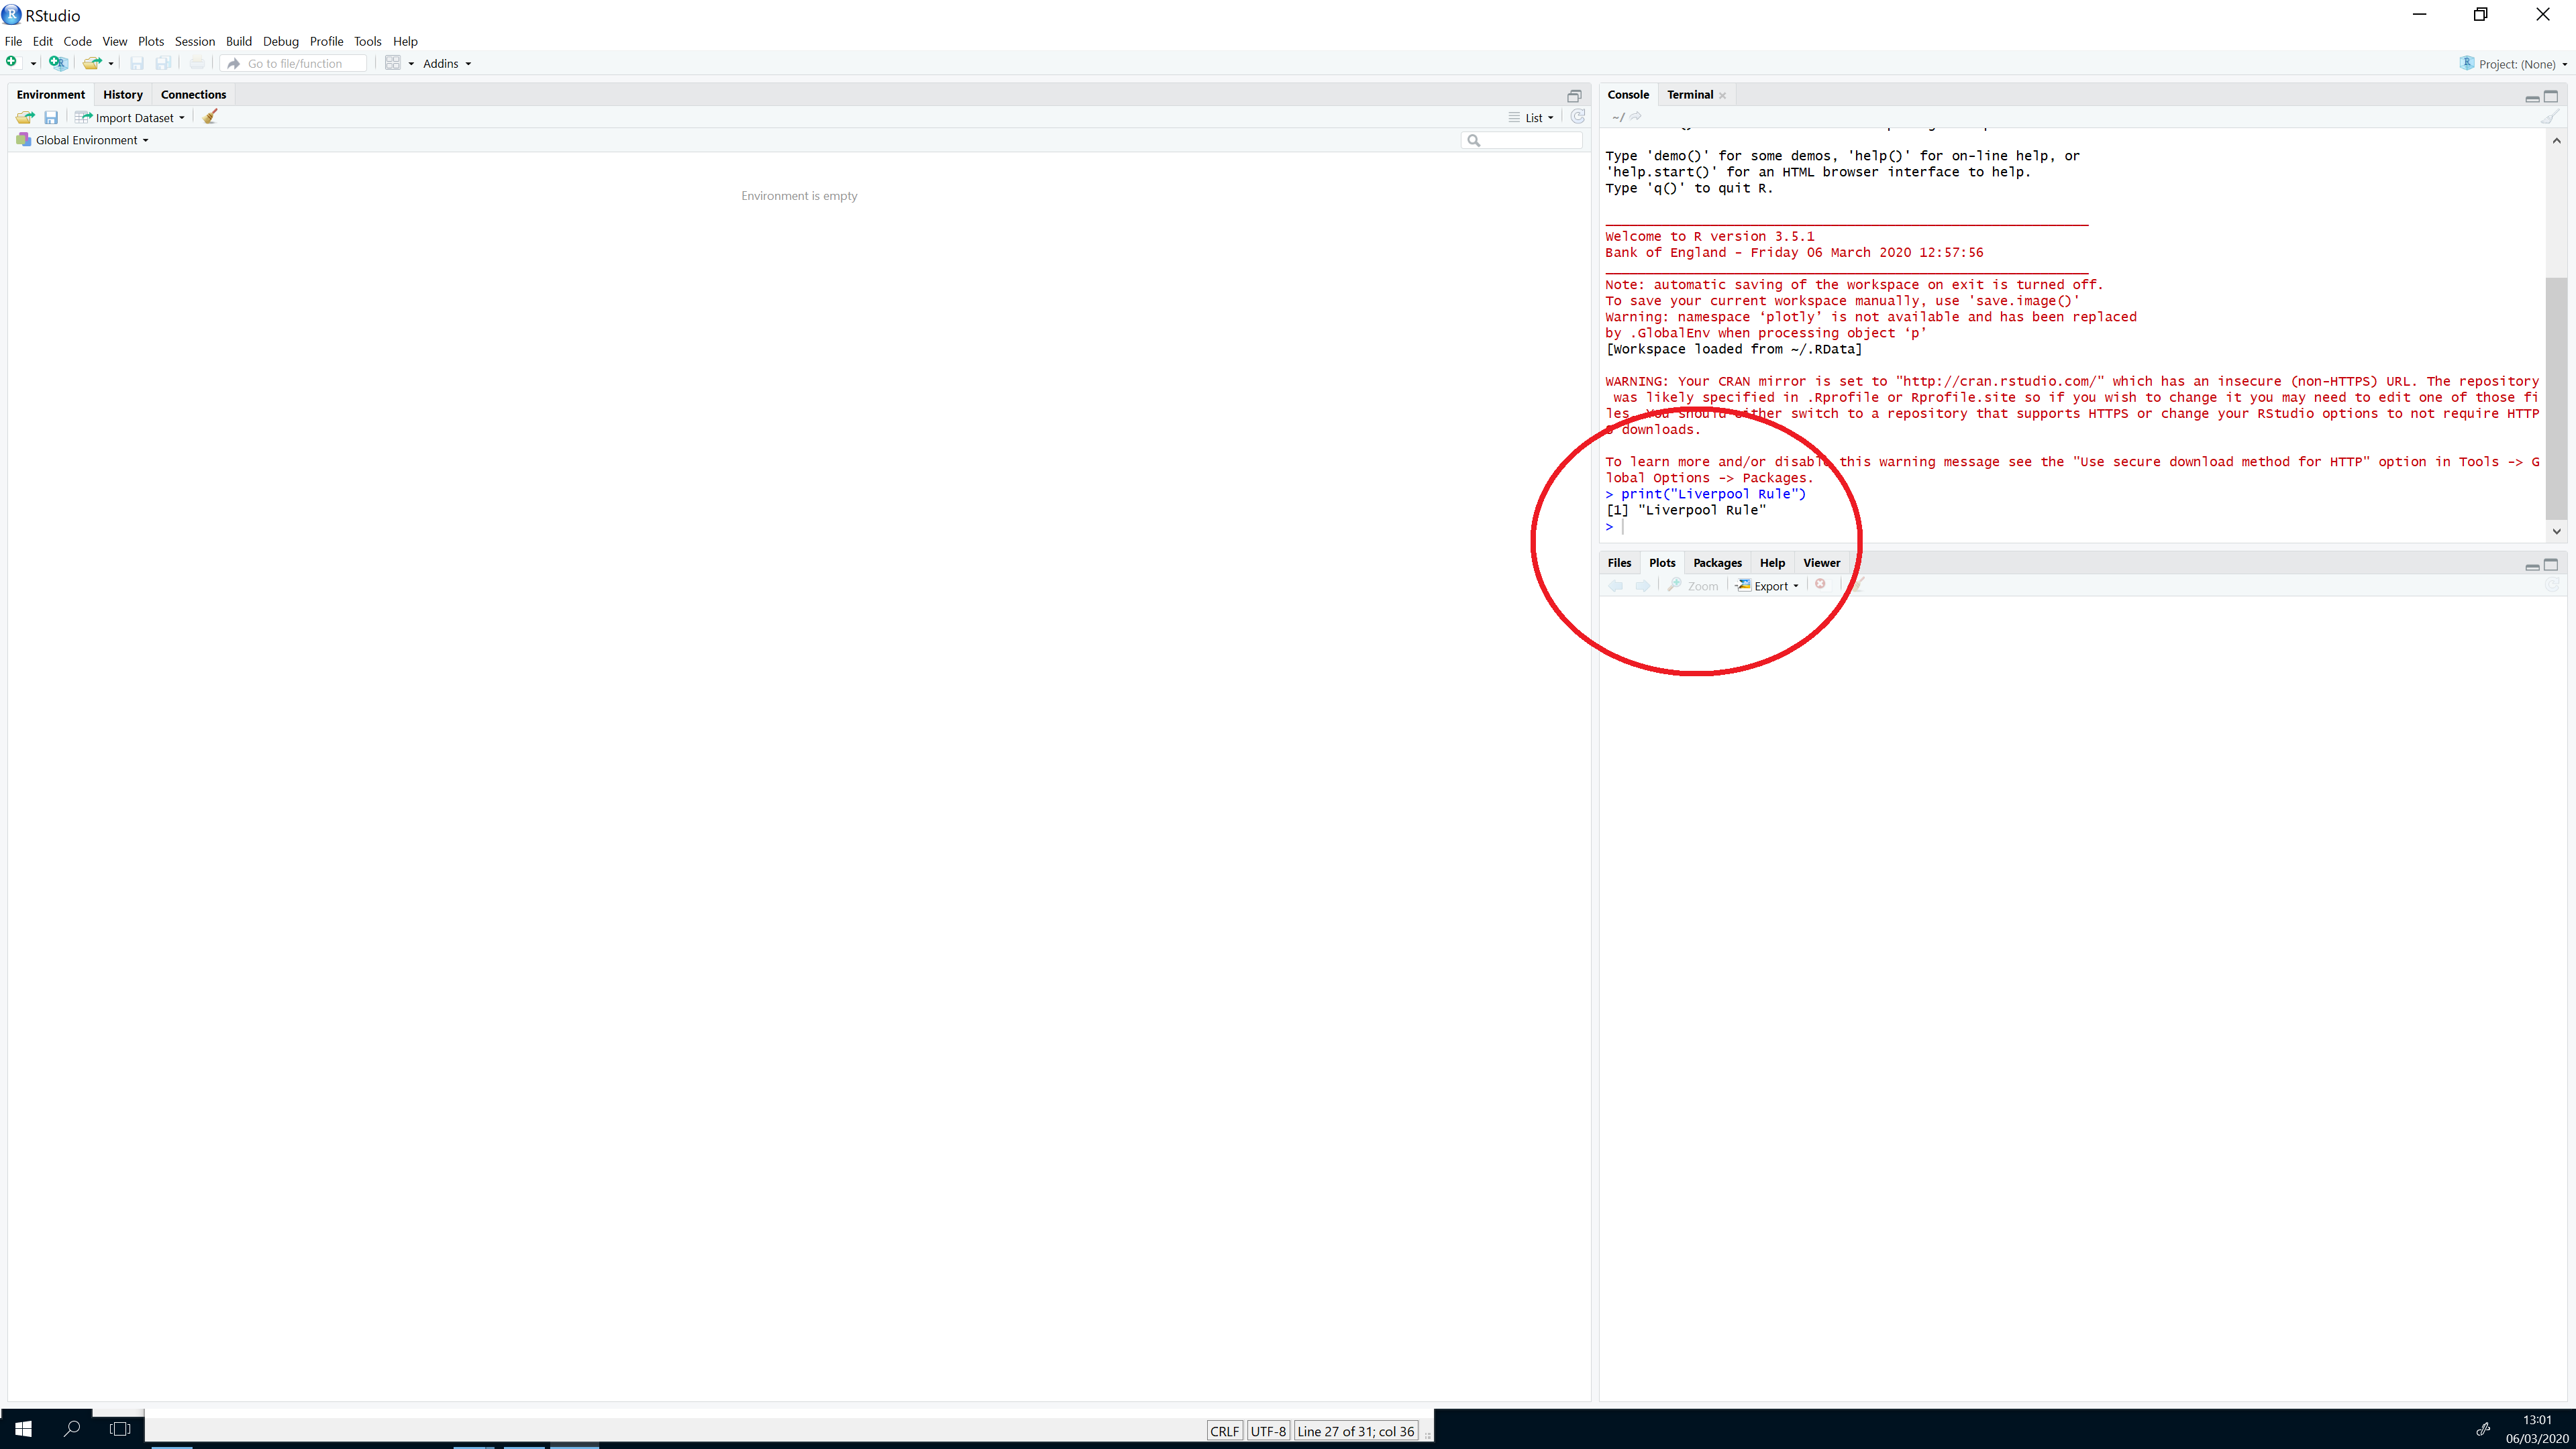 RStudio
File Edit Code View Plots Session Build Debug Profile Tools Help
Go to file/function Addins Project: (None)
Environment History Connections
Import Dataset List
Global Environment
Environment is empty
Console Terminal
~/
Type 'demo()' for some demos, 'help()' for on-line help, or
'help.start()' for an HTML browser interface to help.
Type 'q()' to quit R.
Welcome to R version 3.5.1
Bank of England - Friday 06 March 2020 12:57:56
Note: automatic saving of the workspace on exit is turned off.
To save your current workspace manually, use 'save.image()'
Warning: namespace ‘plotly’ is not available and has been replaced
by .GlobalEnv when processing object ‘p’
[Workspace loaded from ~/.RData]
WARNING: Your CRAN mirror is set to "http://cran.rstudio.com/" which has an insecure (non-HTTPS) URL. The repository
was likely specified in .Rprofile or Rprofile.site so if you wish to change it you may need to edit one of those fi
les. You should either switch to a repository that supports HTTPS or change your RStudio options to not require HTTP
S downloads.
To learn more and/or disable this warning message see the "Use secure download method for HTTP" option in Tools -> G
lobal Options -> Packages.
> print("Liverpool Rule")
[1] "Liverpool Rule"
>
Files Plots Packages Help Viewer
Zoom Export
CRLF UTF-8 Line 27 of 31; col 36
13:01
06/03/2020